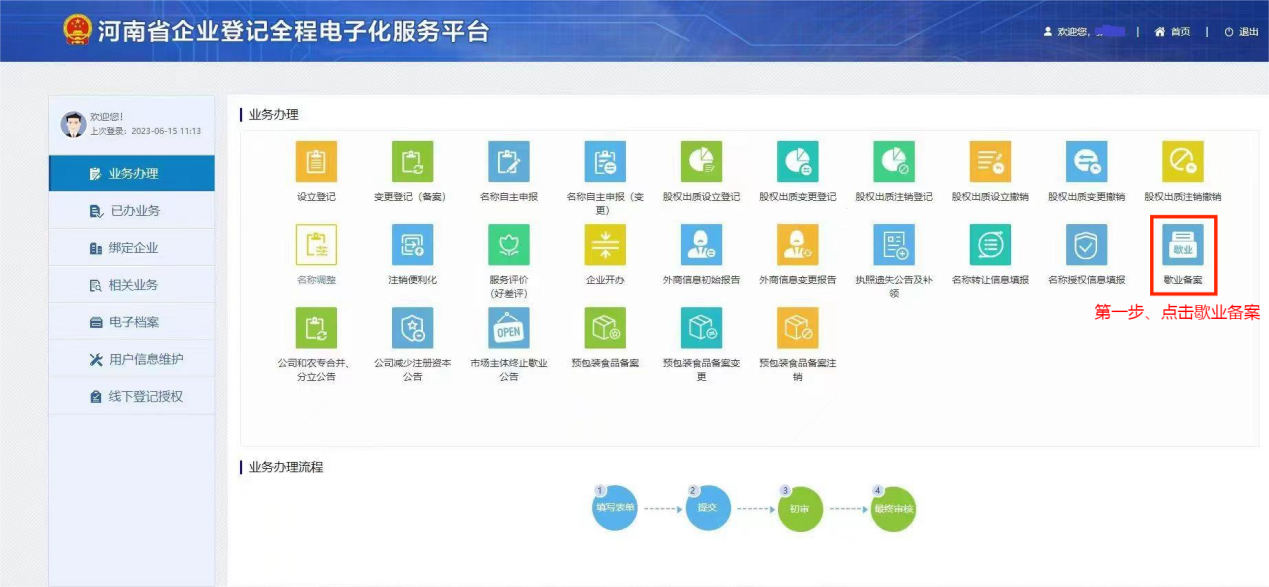 河南省企业登记全程电子化服务平台
欢迎您,
|
首页
|
退出
欢迎您!
上次登录: 2023-06-15 11:13
业务办理
已办业务
绑定企业
相关业务
电子档案
用户信息维护
线下登记授权
业务办理
设立登记
变更登记（备案）
名称自主申报
名称自主申报（变
更）
股权出质设立登记
股权出质变更登记
股权出质注销登记
股权出质设立撤销
股权出质变更撤销
股权出质注销撤销
名称调整
注销便利化
服务评价
(好差评)
企业开办
外商信息初始报告
外商信息变更报告
执照遗失公告及补
领
名称转让信息填报
名称授权信息填报
歇业
歇业备案
第一步、点击歇业备案
公司和农专合并、
分立公告
公司减少注册资本
公告
OPEN
市场主体终止歇业
公告
预包装食品备案
预包装食品备案变
更
预包装食品备案注
销
业务办理流程
1
填写表单
2
提交
3
初审
4
最终审核